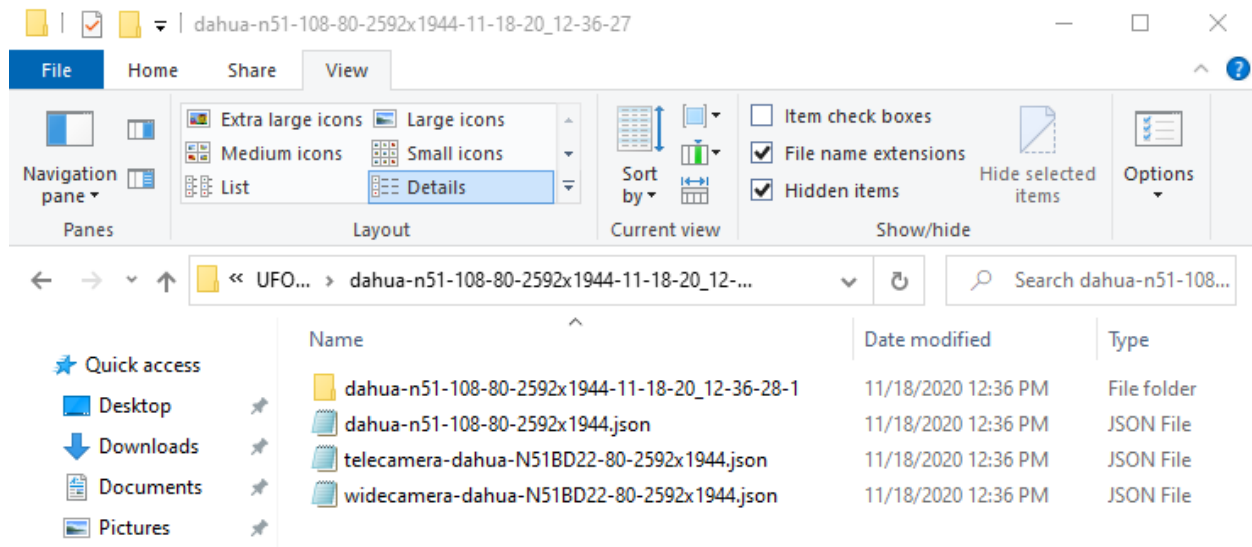 dahua-n51-108-80-2592x1944-11-18-20_12-36-27
File Home Share View
Navigation pane
Extra large icons Large icons
Medium icons Small icons
List Details
Sort by
Item check boxes
File name extensions
Hidden items
Hide selected items
Options
Panes Layout Current view Show/hide
« UFO... › dahua-n51-108-80-2592x1944-11-18-20_12-...
Search dahua-n51-108...
Name Date modified Type
Quick access
Desktop
Downloads
Documents
Pictures
dahua-n51-108-80-2592x1944-11-18-20_12-36-28-1 11/18/2020 12:36 PM File folder
dahua-n51-108-80-2592x1944.json 11/18/2020 12:36 PM JSON File
telecamera-dahua-N51BD22-80-2592x1944.json 11/18/2020 12:36 PM JSON File
widecamera-dahua-N51BD22-80-2592x1944.json 11/18/2020 12:36 PM JSON File